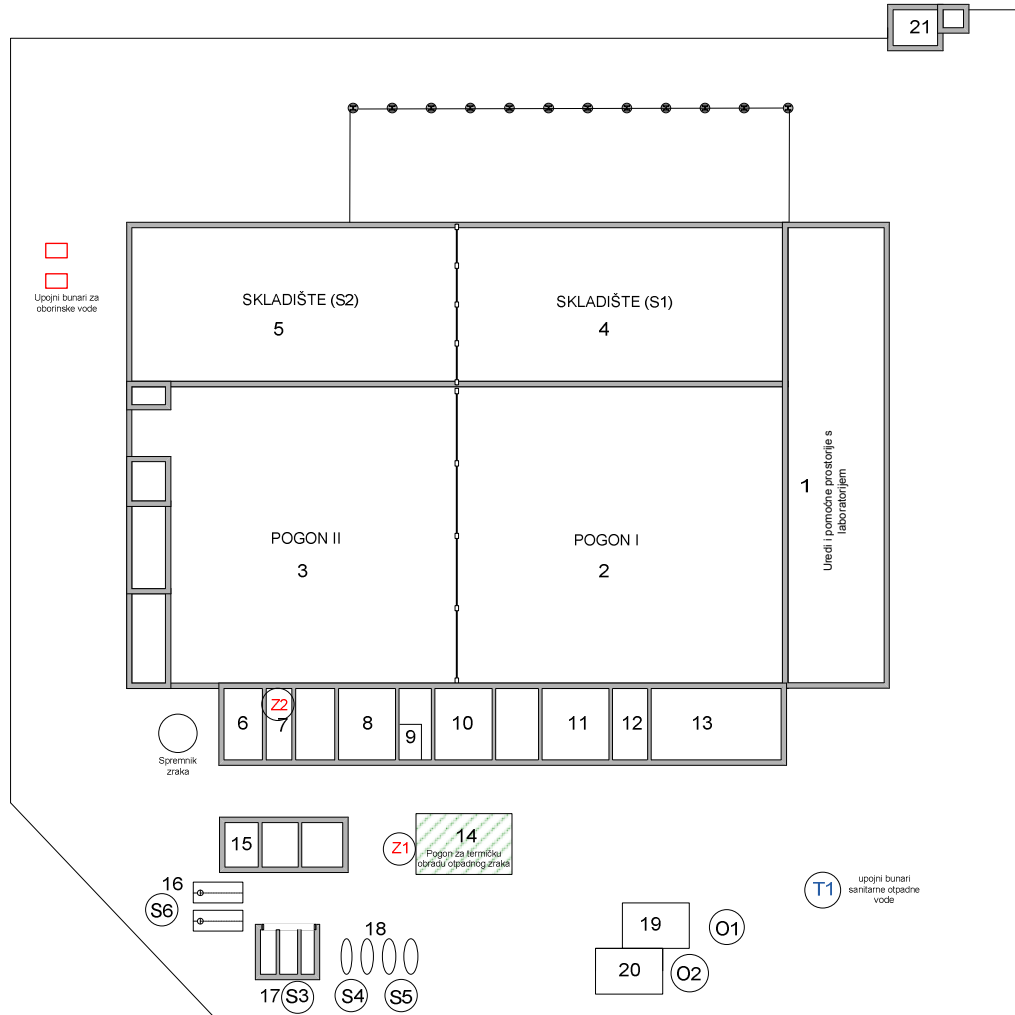 21
Upojni bunari za
oborinske vode
SKLADIŠTE (S2)
5
SKLADIŠTE (S1)
4
Uredi i pomoćne prostorije s
laboratorijem
1
POGON II
3
POGON I
2
6
Z2
7
8
9
10
11
12
13
Spremnik
zraka
15
Z1
14
Pogon za termičku
obradu otpadnog zraka
16
S6
T1
upojni bunari
sanitarne otpadne
vode
18
19
O1
20
O2
17
S3
S4
S5